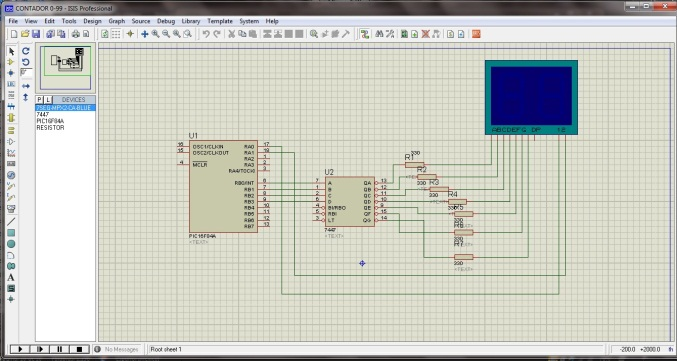 CONTADOR 0-99 - ISIS Professional
File View Edit Tools Design Graph Source Debug Library Template System Help
P L DEVICES
7SEG-MPX2-CA-BLUE
7447
PIC16F84A
RESISTOR
U1
16 OSC1/CLKIN RA0 17
15 OSC2/CLKOUT RA1 18
RA2 1
4 MCLR RA3 2
RA4/T0CKI 3
RB0/INT 6
RB1 7
RB2 8
RB3 9
RB4 10
RB5 11
RB6 12
RB7 13
PIC16F84A
<TEXT>
U2
7 A QA 13
1 B QB 12
2 C QC 11
6 D QD 10
4 BI/RBO QE 9
5 RBI QF 15
3 LT QG 14
7447
<TEXT>
R1
330
R2
330
R3
330
R4
330
R5
330
330
330
ABCDEFG DP 12
No Messages
Root sheet 1
-200.0 +2000.0 th